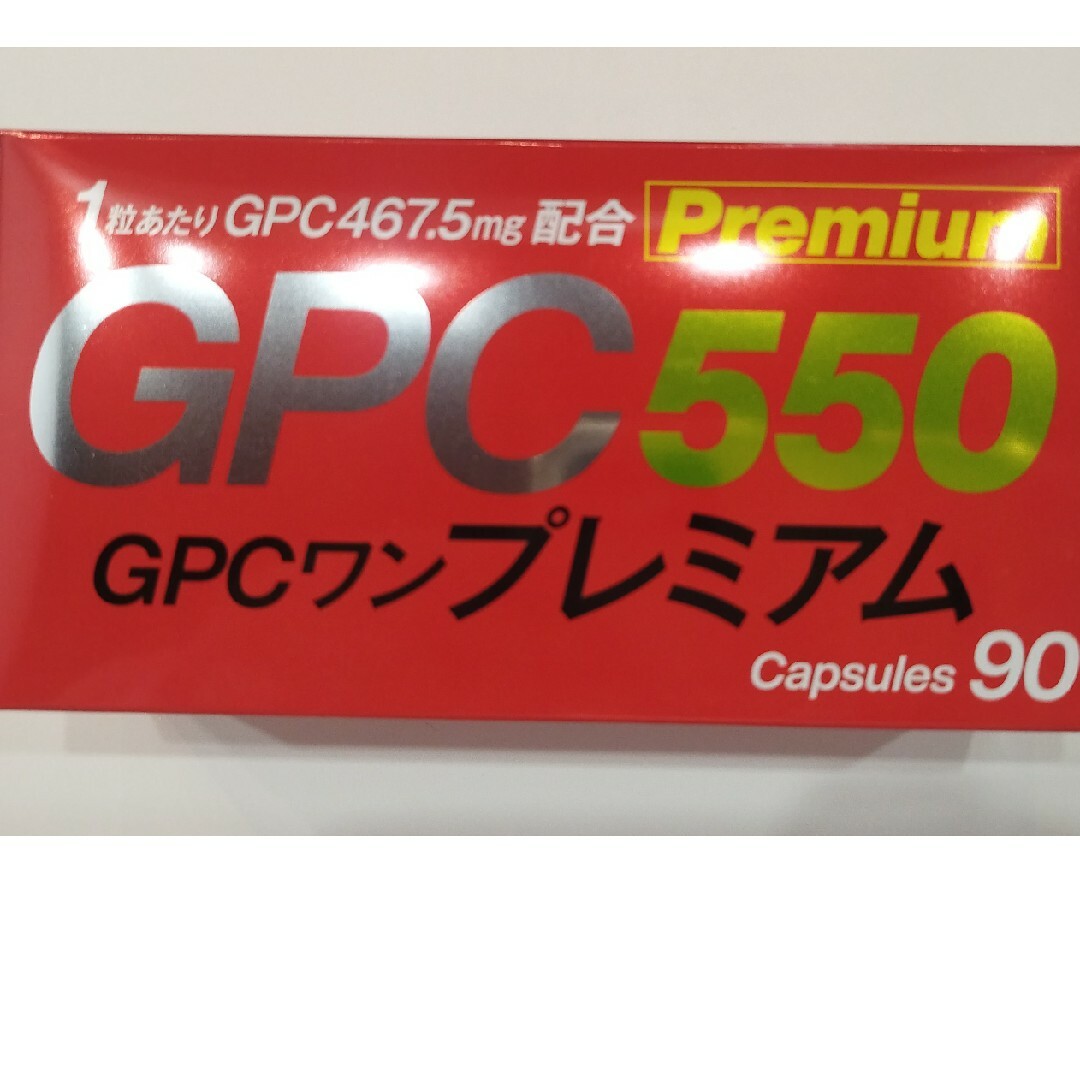 1粒あたりGPC467.5mg配合 Premium
GPC550
GPCワンプレミアム
Capsules 90